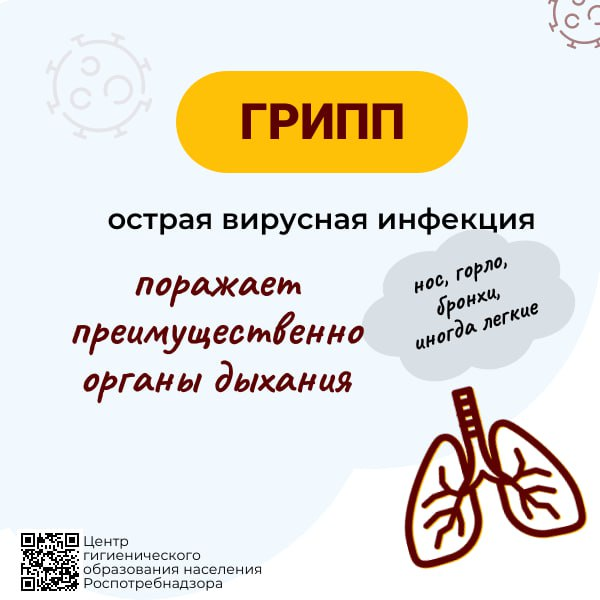 ГРИПП
острая вирусная инфекция
поражает
преимущественно
органы дыхания
нос, горло,
бронхи,
иногда легкие
Центр
гигиенического
образования населения
Роспотребнадзора